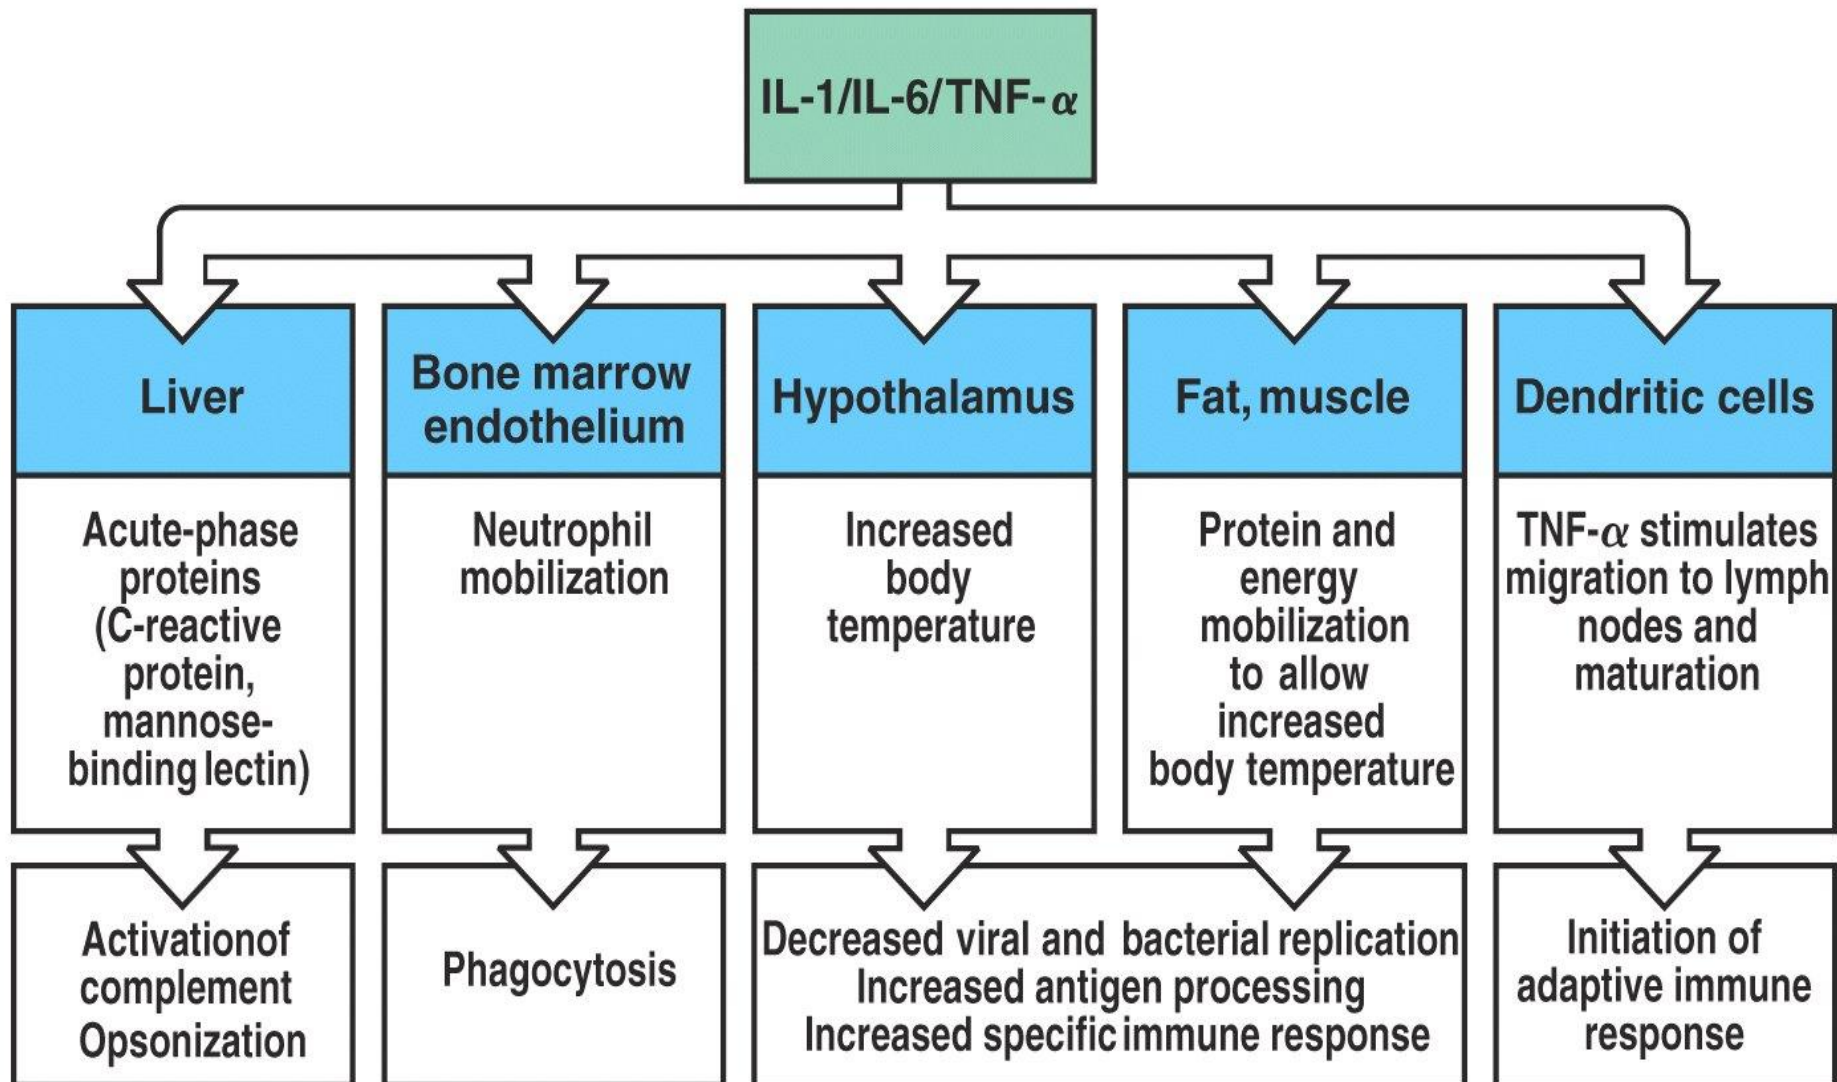 IL-1/IL-6/TNF-α
Liver
Bone marrow
endothelium
Hypothalamus
Fat, muscle
Dendritic cells
Acute-phase
proteins
(C-reactive
protein,
mannose-
binding lectin)
Neutrophil
mobilization
Increased
body
temperature
Protein and
energy
mobilization
to allow
increased
body temperature
TNF-α stimulates
migration to lymph
nodes and
maturation
Activationof
complement
Opsonization
Phagocytosis
Decreased viral and bacterial replication
Increased antigen processing
Increased specific immune response
Initiation of
adaptive immune
response